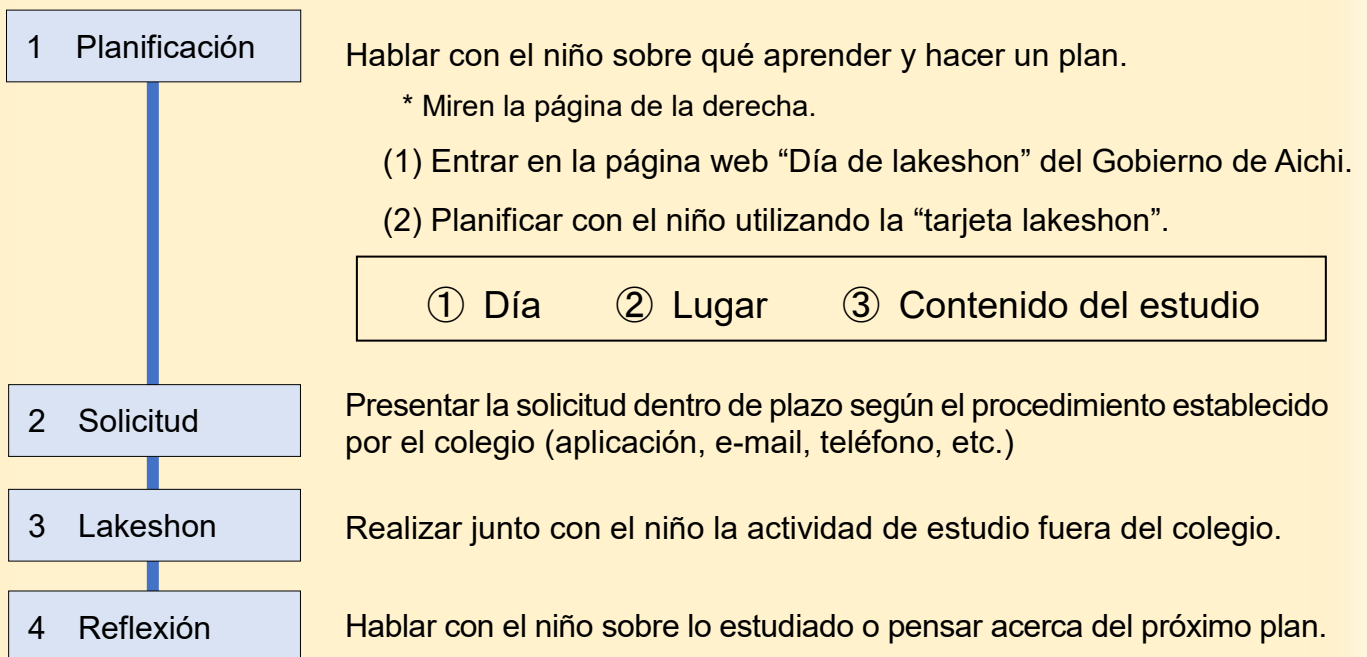 1 Planificación
Hablar con el niño sobre qué aprender y hacer un plan.
* Miren la página de la derecha.
(1) Entrar en la página web “Día de lakeshon” del Gobierno de Aichi.
(2) Planificar con el niño utilizando la “tarjeta lakeshon”.
① Día ② Lugar ③ Contenido del estudio
2 Solicitud
Presentar la solicitud dentro de plazo según el procedimiento establecido
por el colegio (aplicación, e-mail, teléfono, etc.)
3 Lakeshon
Realizar junto con el niño la actividad de estudio fuera del colegio.
4 Reflexión
Hablar con el niño sobre lo estudiado o pensar acerca del próximo plan.